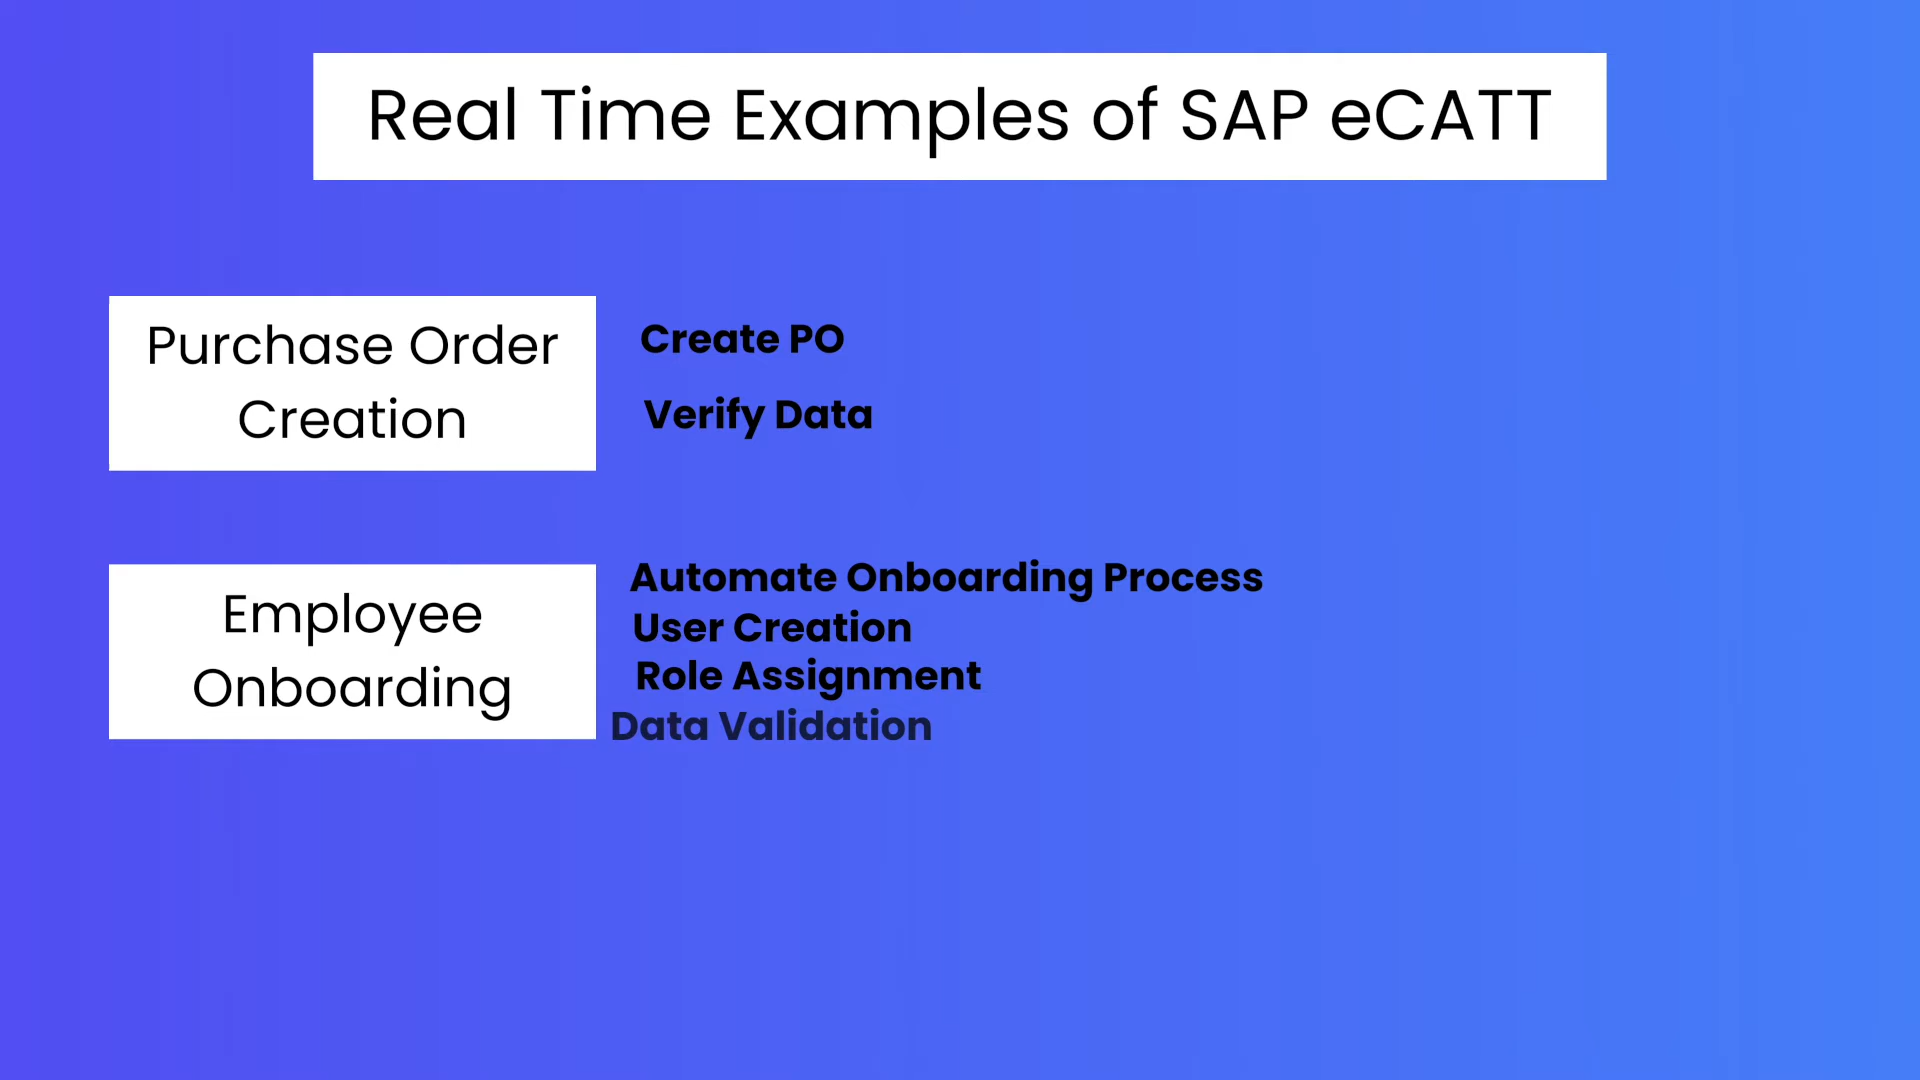 Real Time Examples of SAP eCATT
Purchase Order
Creation
Create PO
Verify Data
Employee
Onboarding
Automate Onboarding Process
User Creation
Role Assignment
Data Validation